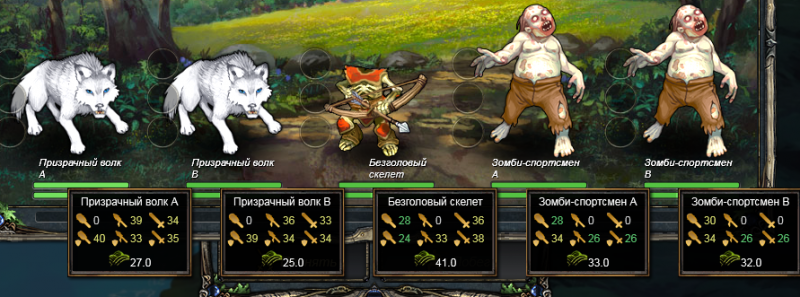 Призрачный волк
A
Призрачный волк
B
Безголовый
скелет
Зомби-спортсмен
A
Зомби-спортсмен
B
Призрачный волк A
0 39 34
40 33 35
27.0
Призрачный волк B
0 36 33
39 34 34
25.0
Безголовый скелет
28 0 36
24 33 38
41.0
Зомби-спортсмен A
28 0 0
34 26 26
33.0
Зомби-спортсмен B
30 0 0
34 26 26
32.0